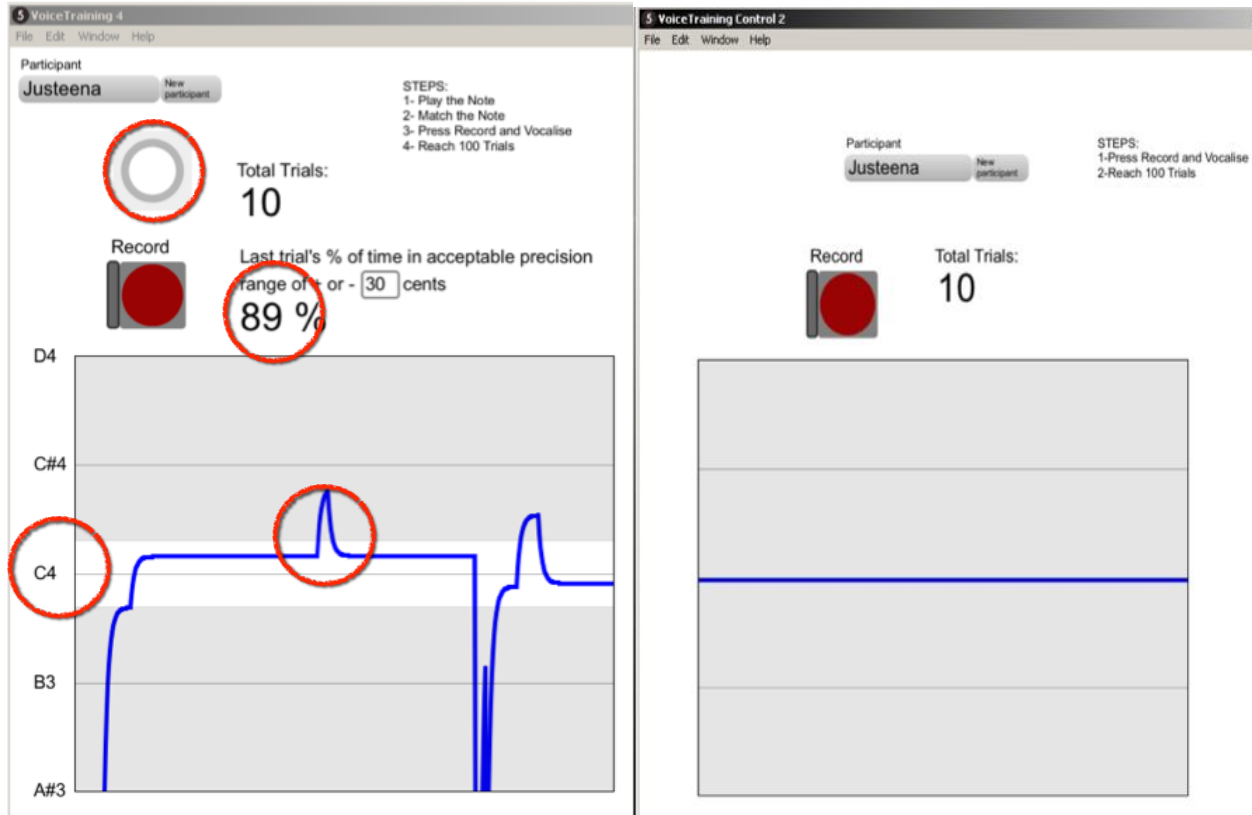 5 VoiceTraining 4
File Edit Window Help
Participant
Justeena
New
participant
STEPS:
1- Play the Note
2- Match the Note
3- Press Record and Vocalise
4- Reach 100 Trials
Total Trials:
10
Record
Last trial's % of time in acceptable precision
range of + or - 30 cents
89 %
D4
C#4
C4
B3
A#3
5 VoiceTraining Control 2
File Edit Window Help
Participant
Justeena
New
participant
STEPS:
1-Press Record and Vocalise
2-Reach 100 Trials
Record
Total Trials:
10